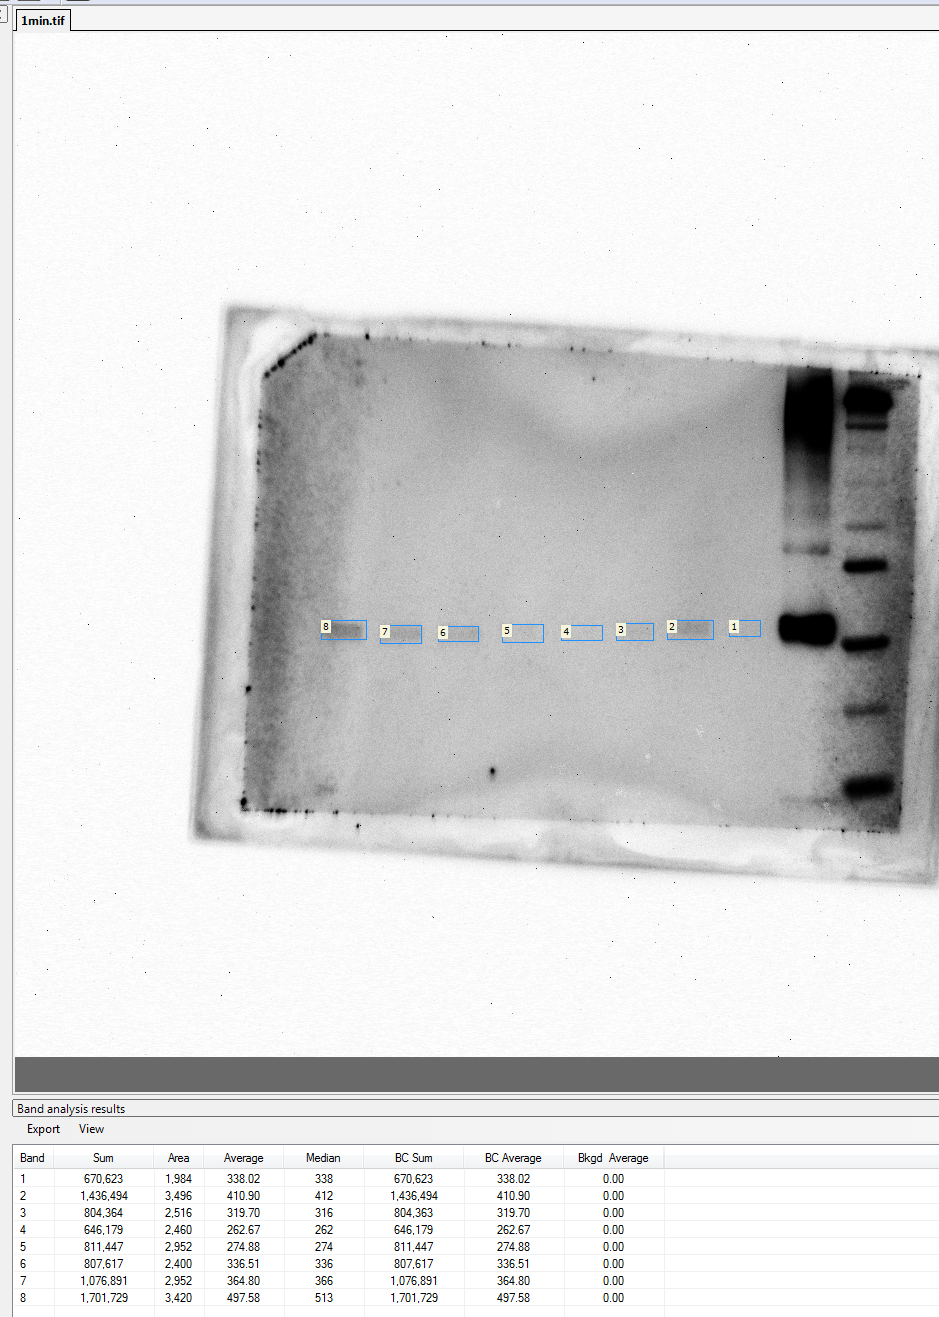 1min.tif
8 7 6 5 4 3 2 1
Band analysis results
Export View
Band Sum Area Average Median BC Sum BC Average Bkgd Average
1 670,623 1,984 338.02 338 670,623 338.02 0.00
2 1,436,494 3,496 410.90 412 1,436,494 410.90 0.00
3 804,364 2,516 319.70 316 804,363 319.70 0.00
4 646,179 2,460 262.67 262 646,179 262.67 0.00
5 811,447 2,952 274.88 274 811,447 274.88 0.00
6 807,617 2,400 336.51 336 807,617 336.51 0.00
7 1,076,891 2,952 364.80 366 1,076,891 364.80 0.00
8 1,701,729 3,420 497.58 513 1,701,729 497.58 0.00